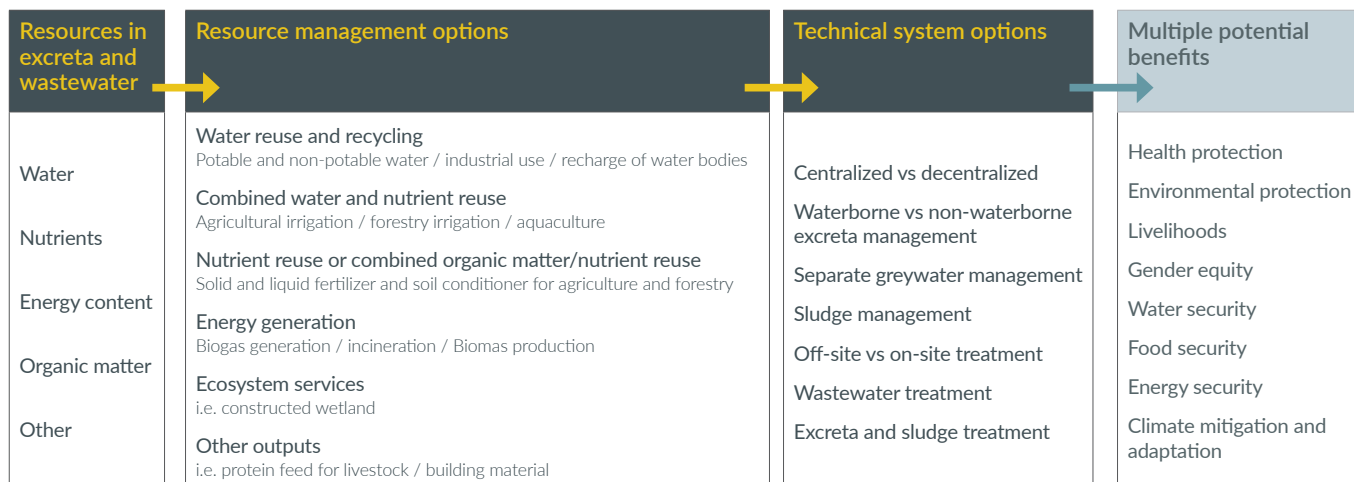 Resources in
excreta and
wastewater
Water
Nutrients
Energy content
Organic matter
Other
Resource management options
Water reuse and recycling
Potable and non-potable water / industrial use / recharge of water bodies
Combined water and nutrient reuse
Agricultural irrigation / forestry irrigation / aquaculture
Nutrient reuse or combined organic matter/nutrient reuse
Solid and liquid fertilizer and soil conditioner for agriculture and forestry
Energy generation
Biogas generation / incineration / Biomas production
Ecosystem services
i.e. constructed wetland
Other outputs
i.e. protein feed for livestock / building material
Technical system options
Centralized vs decentralized
Waterborne vs non-waterborne
excreta management
Separate greywater management
Sludge management
Off-site vs on-site treatment
Wastewater treatment
Excreta and sludge treatment
Multiple potential
benefits
Health protection
Environmental protection
Livelihoods
Gender equity
Water security
Food security
Energy security
Climate mitigation and
adaptation